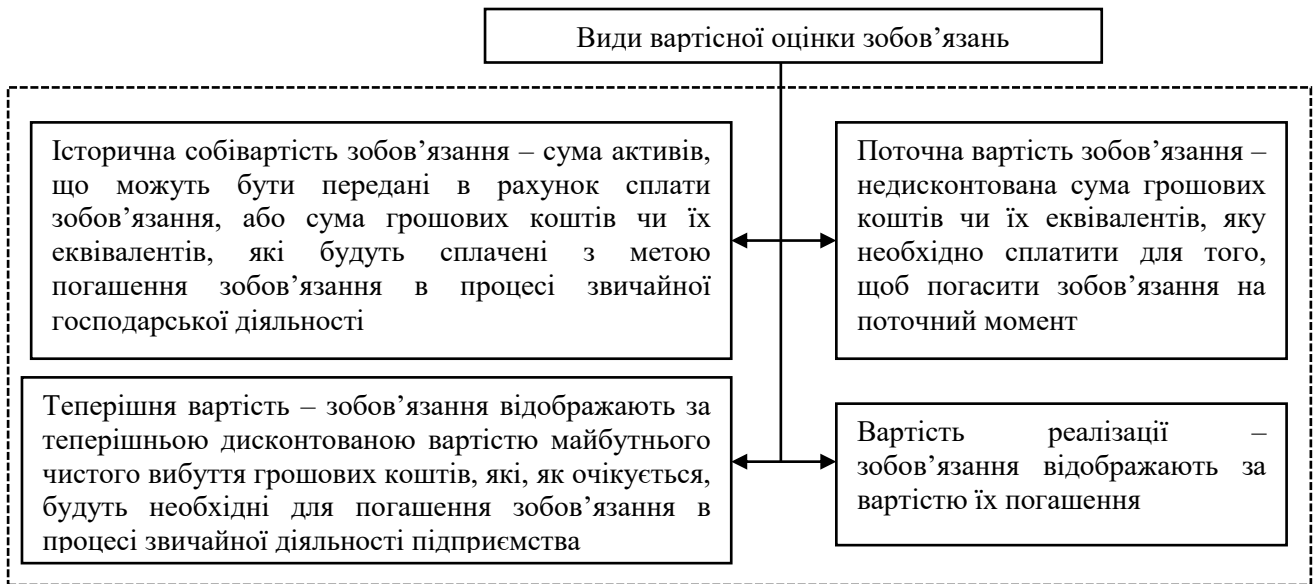 Види вартісної оцінки зобов’язань
Історична собівартість зобов’язання – сума активів,
що можуть бути передані в рахунок сплати
зобов’язання, або сума грошових коштів чи їх
еквівалентів, які будуть сплачені з метою
погашення зобов’язання в процесі звичайної
господарської діяльності
Поточна вартість зобов’язання –
недисконтована сума грошових
коштів чи їх еквівалентів, яку
необхідно сплатити для того,
щоб погасити зобов’язання на
поточний момент
Теперішня вартість – зобов’язання відображають за
теперішньою дисконтованою вартістю майбутнього
чистого вибуття грошових коштів, які, як очікується,
будуть необхідні для погашення зобов’язання в
процесі звичайної діяльності підприємства
Вартість реалізації –
зобов’язання відображають за
вартістю їх погашення